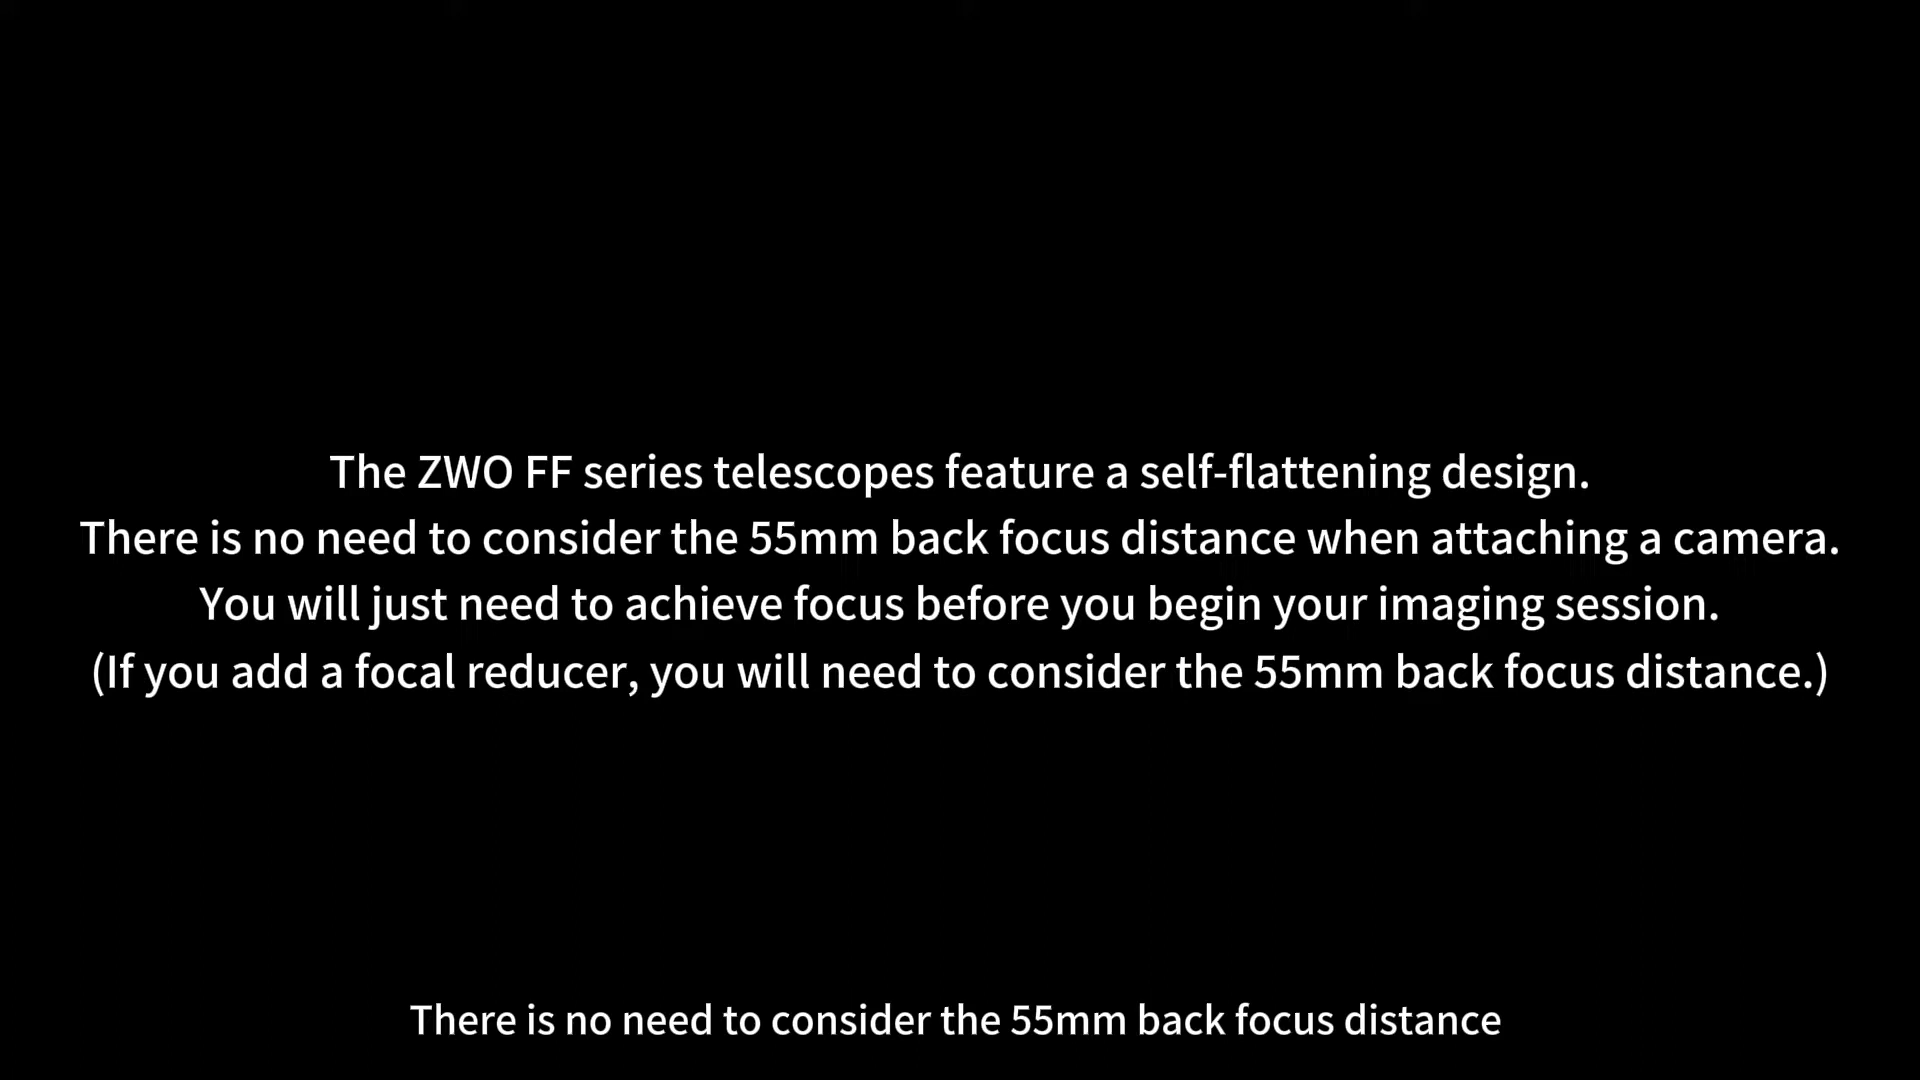 The ZWO FF series telescopes feature a self-flattening design.
There is no need to consider the 55mm back focus distance when attaching a camera.
You will just need to achieve focus before you begin your imaging session.
(If you add a focal reducer, you will need to consider the 55mm back focus distance.)
There is no need to consider the 55mm back focus distance